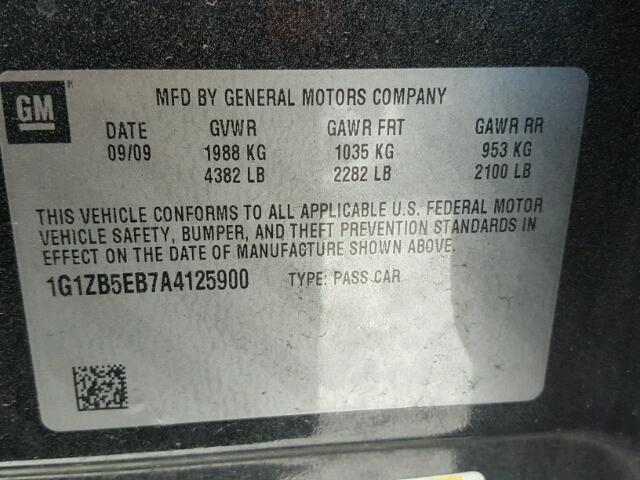 GM
MFD BY GENERAL MOTORS COMPANY
DATE GVWR GAWR FRT GAWR RR
09/09 1988 KG 1035 KG 953 KG
4382 LB 2282 LB 2100 LB
THIS VEHICLE CONFORMS TO ALL APPLICABLE U.S. FEDERAL MOTOR
VEHICLE SAFETY, BUMPER, AND THEFT PREVENTION STANDARDS IN
EFFECT ON THE DATE OF MANUFACTURE SHOWN ABOVE.
1G1ZB5EB7A4125900 TYPE: PASS CAR